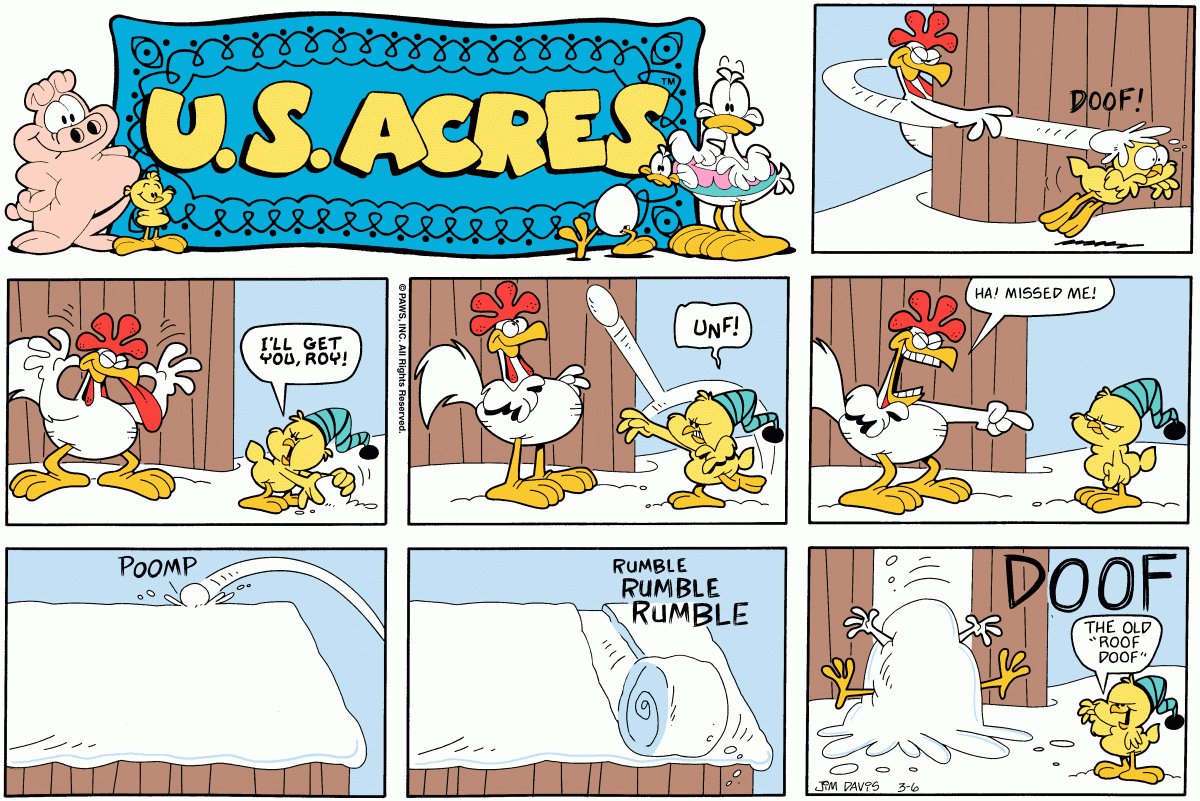 U.S. ACRES
™
DOOF!
I'LL GET
YOU, ROY!
© PAWS, INC. All Rights Reserved.
UNF!
HA! MISSED ME!
POOMP
RUMBLE
RUMBLE
RUMBLE
DOOF
THE OLD
"ROOF
DOOF"
JIM DAVIS 3-6